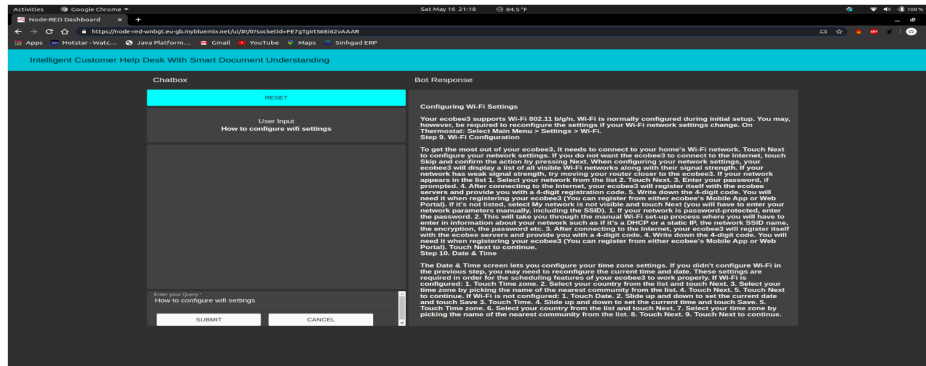 Activities
Google Chrome
Sat May 16 21:18
84.5 °F
100%
Node-RED Dashboard
Apps
Hotstar - Watc...
Java Platform...
Gmail
YouTube
Maps
Sinhgad ERP
Intelligent Customer Help Desk With Smart Document Understanding
Chatbox
RESET
User Input
How to configure wifi settings
Enter your Query*
How to configure wifi settings
SUBMIT
CANCEL
Bot Response
Configuring Wi-Fi Settings
Your ecobee3 supports Wi-Fi 802.11 b/g/n. Wi-Fi is normally configured during initial setup. You may,
however, be required to reconfigure the settings if your Wi-Fi network settings change. On
Thermostat: Select Main Menu > Settings > Wi-Fi.
Step 9. Wi-Fi Configuration
To get the most out of your ecobee3, it needs to connect to your home's Wi-Fi network. Touch Next
to configure your network settings. If you do not want the ecobee3 to connect to the Internet, touch
Skip and confirm the action by pressing Next. When configuring your network settings, your
ecobee3 will display a list of all visible Wi-Fi networks along with their signal strength. If your
network has weak signal strength, try moving your router closer to the ecobee3. If your network
appears in the list 1. Select your network from the list 2. Touch Next. 3. Enter your password, if
prompted. 4. After connecting to the Internet, your ecobee3 will register itself with the ecobee
servers and provide you with a 4-digit registration code. 5. Write down the 4-digit code. You will
need it when registering your ecobee3 (You can register from either ecobee's Mobile App or Web
Portal). If it's not listed, select My network is not visible and touch Next (you will have to enter your
network parameters manually, including the SSID). 1. If your network is password-protected, enter
the password. 2. This will take you through the manual Wi-Fi set-up process where you will have to
enter in information about your network such as if it's a DHCP or a static IP, the network SSID name,
the encryption, the password etc. 3. After connecting to the Internet, your ecobee3 will register itself
with the ecobee servers and provide you with a 4-digit code. 4. Write down the 4-digit code. You will
need it when registering your ecobee3 (You can register from either ecobee's Mobile App or Web
Portal). Touch Next to continue.
Step 10. Date & Time
The Date & Time screen lets you configure your time zone settings. If you didn't configure Wi-Fi in
the previous step, you may need to reconfigure the current time and date. These settings are
required in order for the scheduling features of your ecobee3 to work properly. If Wi-Fi is
configured: 1. Touch Time zone. 2. Select your country from the list and touch Next. 3. Select your
time zone by picking the name of the nearest community from the list. 4. Touch Next. 5. Touch Next
to continue. If Wi-Fi is not configured: 1. Touch Date. 2. Slide up and down to set the current date
and touch Save 3. Touch Time. 4. Slide up and down to set the current time and touch Save. 5.
Touch Time zone. 6. Select your country from the list and touch Next. 7. Select your time zone by
picking the name of the nearest community from the list. 8. Touch Next. 9. Touch Next to continue.